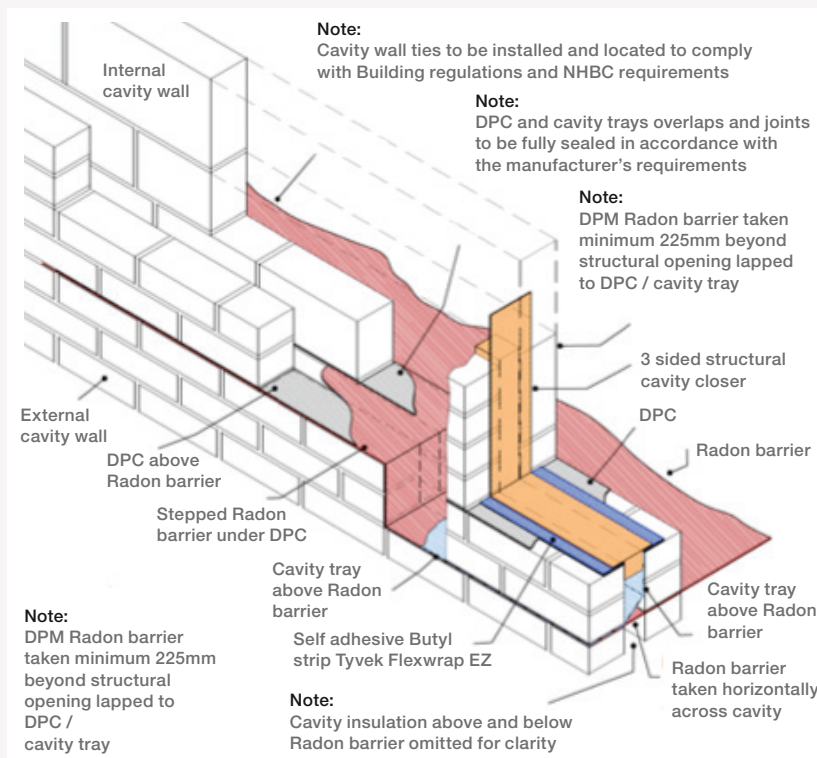 Note:
Cavity wall ties to be installed and located to comply
with Building regulations and NHBC requirements
Internal
cavity wall
Note:
DPC and cavity trays overlaps and joints
to be fully sealed in accordance with
the manufacturer's requirements
Note:
DPM Radon barrier taken
minimum 225mm beyond
structural opening lapped
to DPC / cavity tray
3 sided structural
cavity closer
DPC
Radon barrier
External
cavity wall
DPC above
Radon barrier
Stepped Radon
barrier under DPC
Cavity tray
above Radon
barrier
Cavity tray
above Radon
barrier
Self adhesive Butyl
strip Tyvek Flexwrap EZ
Radon barrier
taken horizontally
across cavity
Note:
DPM Radon barrier
taken minimum 225mm
beyond structural
opening lapped to
DPC /
cavity tray
Note:
Cavity insulation above and below
Radon barrier omitted for clarity